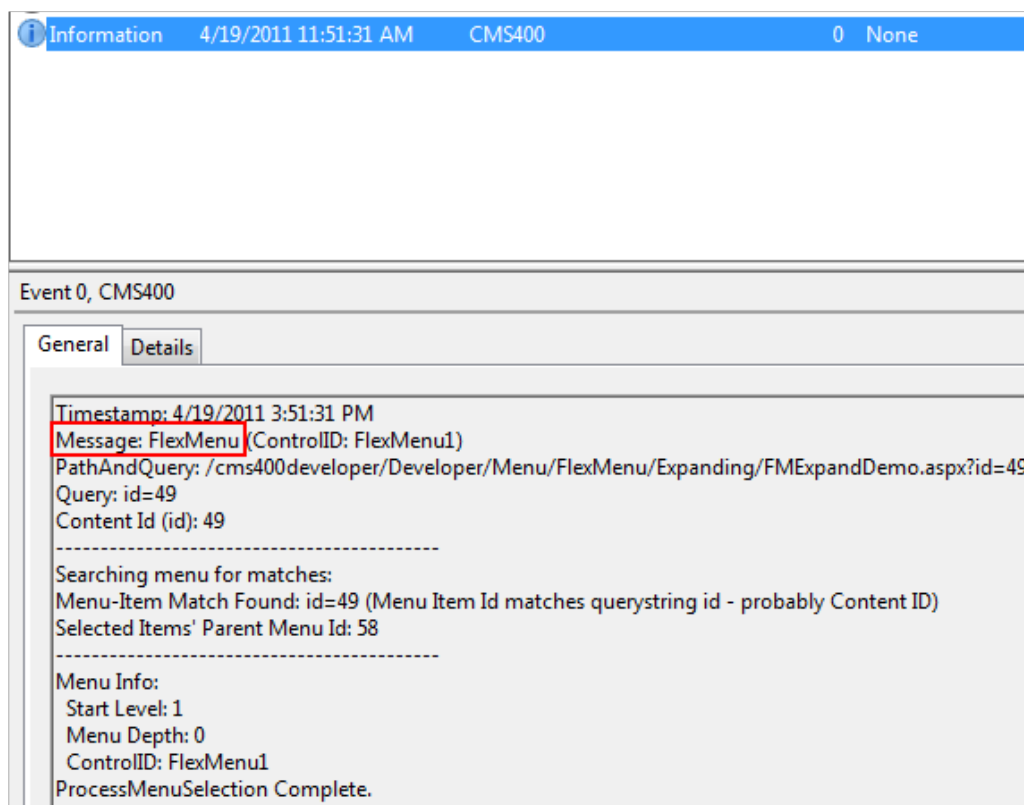 Information 4/19/2011 11:51:31 AM CMS400 0 None
Event 0, CMS400
General Details
Timestamp: 4/19/2011 3:51:31 PM
Message: FlexMenu (ControlID: FlexMenu1)
PathAndQuery: /cms400developer/Developer/Menu/FlexMenu/Expanding/FMExpandDemo.aspx?id=49
Query: id=49
Content Id (id): 49
-------------------------------------------
Searching menu for matches:
Menu-Item Match Found: id=49 (Menu Item Id matches querystring id - probably Content ID)
Selected Items' Parent Menu Id: 58
-------------------------------------------
Menu Info:
Start Level: 1
Menu Depth: 0
ControlID: FlexMenu1
ProcessMenuSelection Complete.